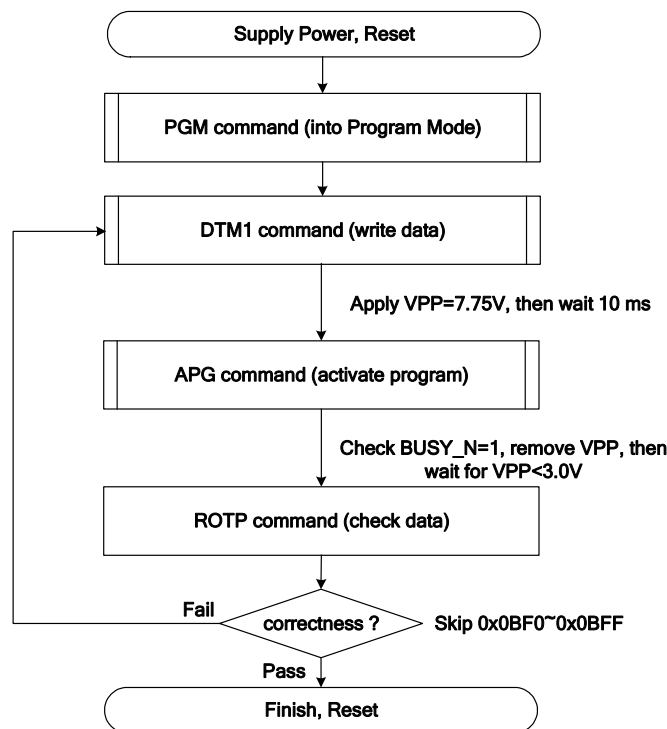 Supply Power, Reset
PGM command (into Program Mode)
DTM1 command (write data)
Apply VPP=7.75V, then wait 10 ms
APG command (activate program)
Check BUSY_N=1, remove VPP, then
wait for VPP<3.0V
ROTP command (check data)
Fail
correctness ?
Skip 0x0BF0~0x0BFF
Pass
Finish, Reset